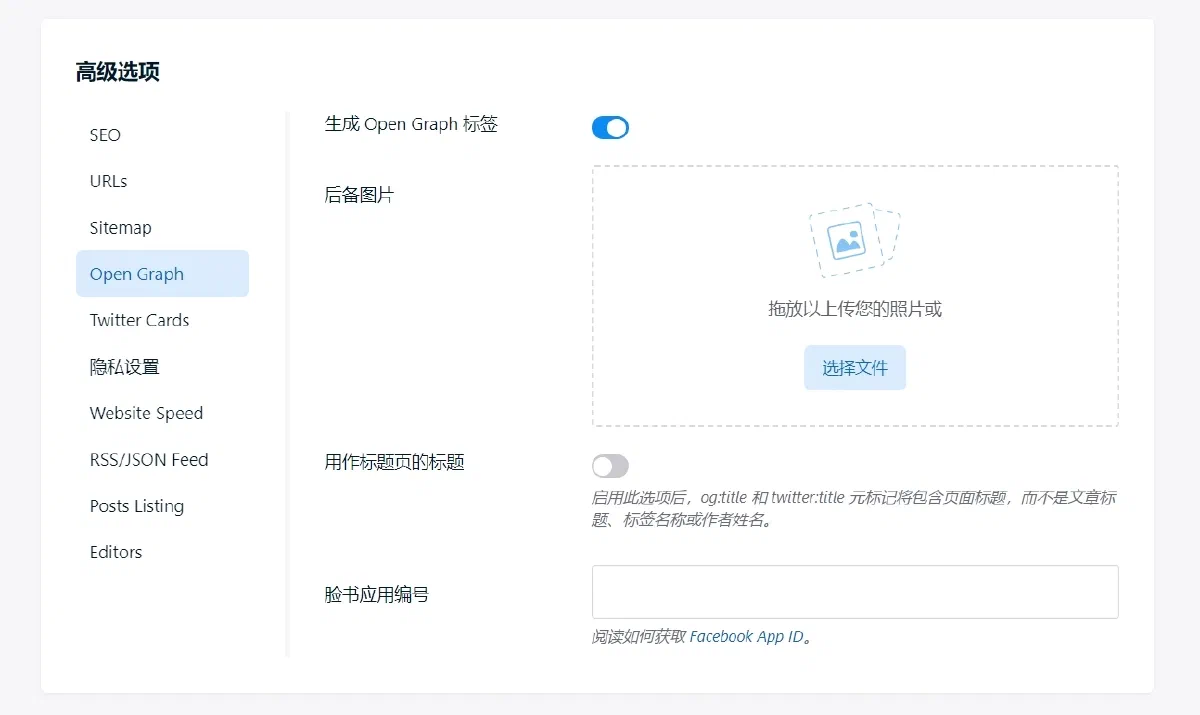 高级选项
SEO
URLs
Sitemap
Open Graph
Twitter Cards
隐私设置
Website Speed
RSS/JSON Feed
Posts Listing
Editors
生成 Open Graph 标签
后备图片
拖放以上传您的照片或
选择文件
用作标题页的标题
启用此选项后，og:title 和 twitter:title 元标记将包含页面标题，而不是文章标
题、标签名称或作者姓名。
脸书应用编号
阅读如何获取 Facebook App ID。